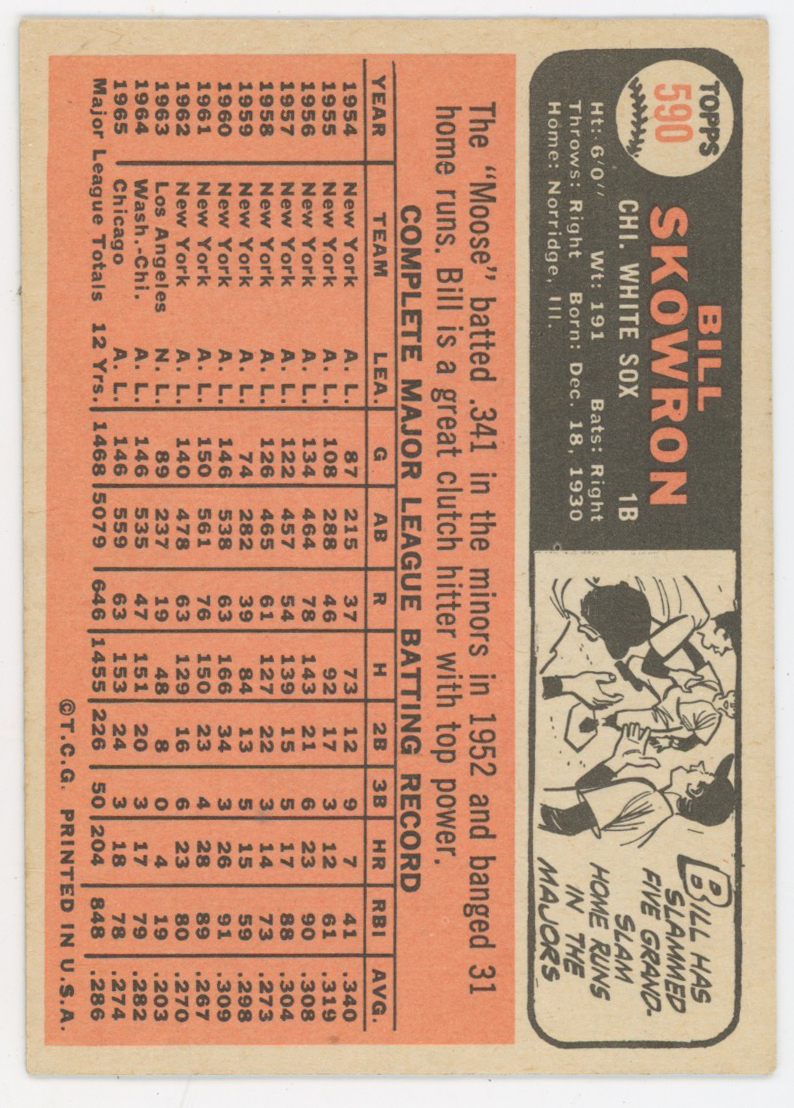 TOPPS
590
BILL
SKOWRON
CHI. WHITE SOX 1B
Ht: 6'0" Wt: 191 Bats: Right
Throws: Right Born: Dec. 18, 1930
Home: Norridge, Ill.
BILL HAS
SLAMMED
FIVE GRAND-
SLAM
HOME RUNS
IN THE
MAJORS
The "Moose" batted .341 in the minors in 1952 and banged 31
home runs. Bill is a great clutch hitter with top power.
COMPLETE MAJOR LEAGUE BATTING RECORD
YEAR TEAM LEA. G AB R H 2B 3B HR RBI AVG.
1954 New York A. L. 87 215 37 73 12 9 7 41 .340
1955 New York A. L. 108 288 46 92 17 3 12 61 .319
1956 New York A. L. 134 464 78 143 21 6 23 90 .308
1957 New York A. L. 122 457 54 139 15 5 17 88 .304
1958 New York A. L. 126 465 61 127 22 3 14 73 .273
1959 New York A. L. 74 282 39 84 13 5 15 59 .298
1960 New York A. L. 146 538 63 166 34 3 26 91 .309
1961 New York A. L. 150 561 76 150 23 4 28 89 .267
1962 New York A. L. 140 478 63 129 16 6 23 80 .270
1963 Los Angeles N. L. 89 237 19 48 8 0 4 19 .203
1964 Wash.-Chi. A. L. 146 535 47 151 20 3 17 79 .282
1965 Chicago A. L. 146 559 63 153 24 3 18 78 .274
Major League Totals 12 Yrs. 1468 5079 646 1455 226 50 204 848 .286
©T.C.G. PRINTED IN U.S.A.